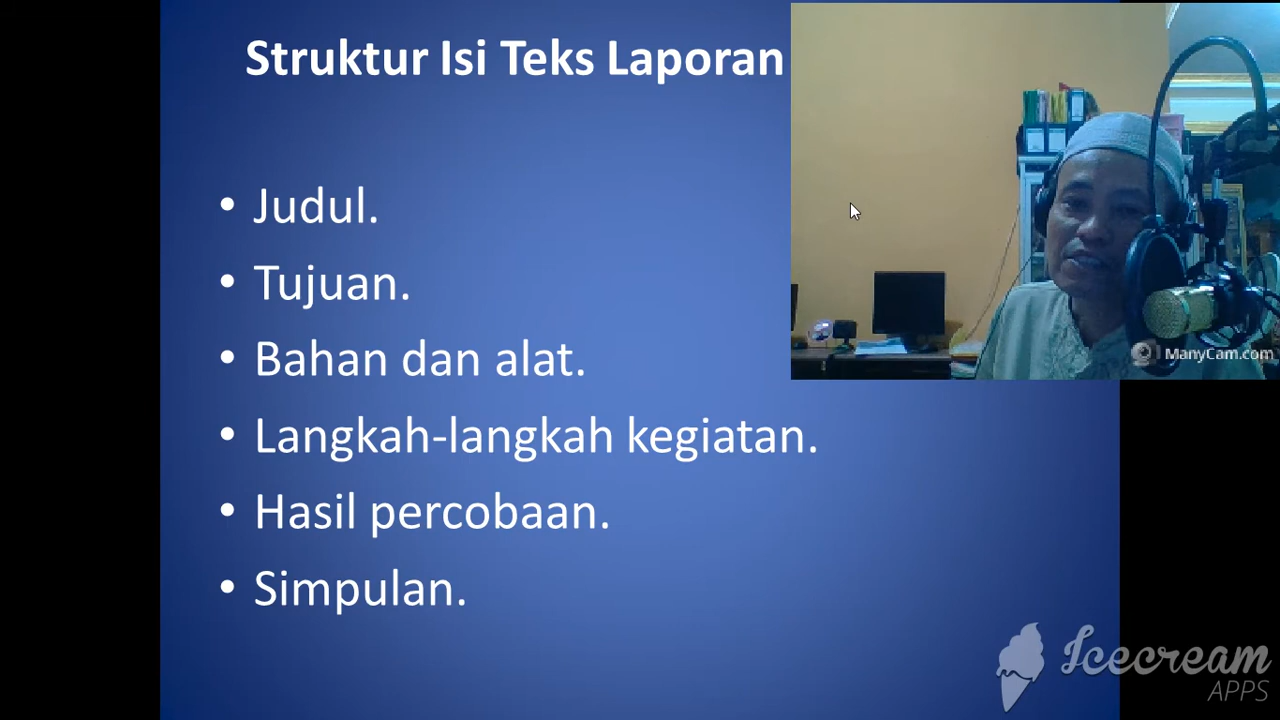 Struktur Isi Teks Laporan
• Judul.
• Tujuan.
• Bahan dan alat.
• Langkah-langkah kegiatan.
• Hasil percobaan.
• Simpulan.
ManyCam.com
Icecream
APPS